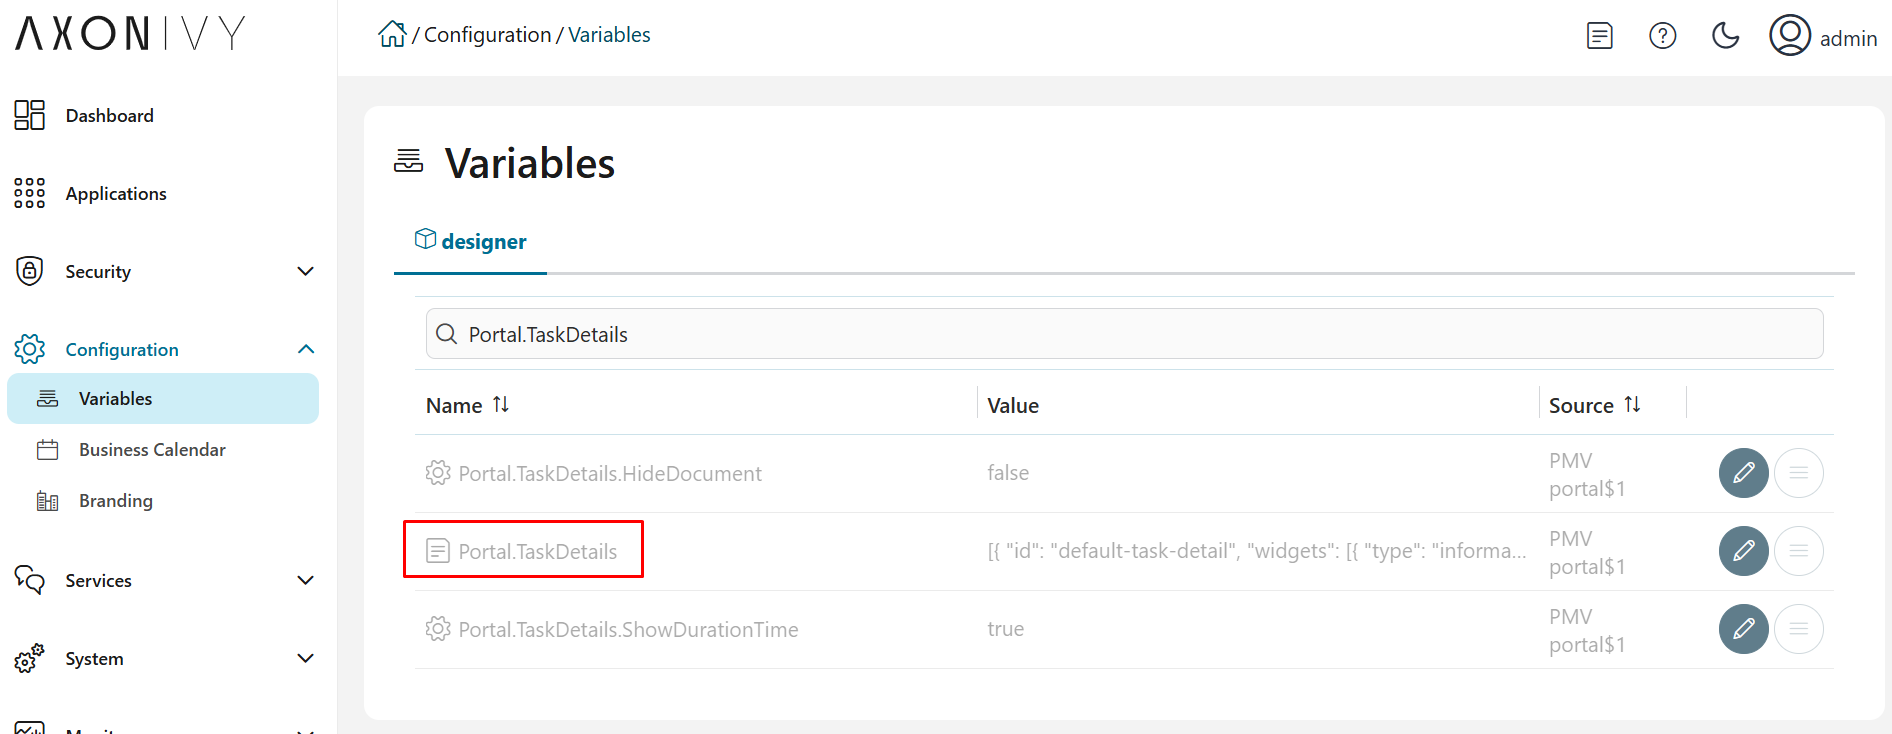 AXONIVY
Dashboard
Applications
Security
Configuration
Variables
Business Calendar
Branding
Services
System
/ Configuration / Variables
admin
Variables
designer
Portal.TaskDetails
Name Value Source
Portal.TaskDetails.HideDocument false PMV
portal$1
Portal.TaskDetails [{ "id": "default-task-detail", "widgets": [{ "type": "informa... PMV
portal$1
Portal.TaskDetails.ShowDurationTime true PMV
portal$1